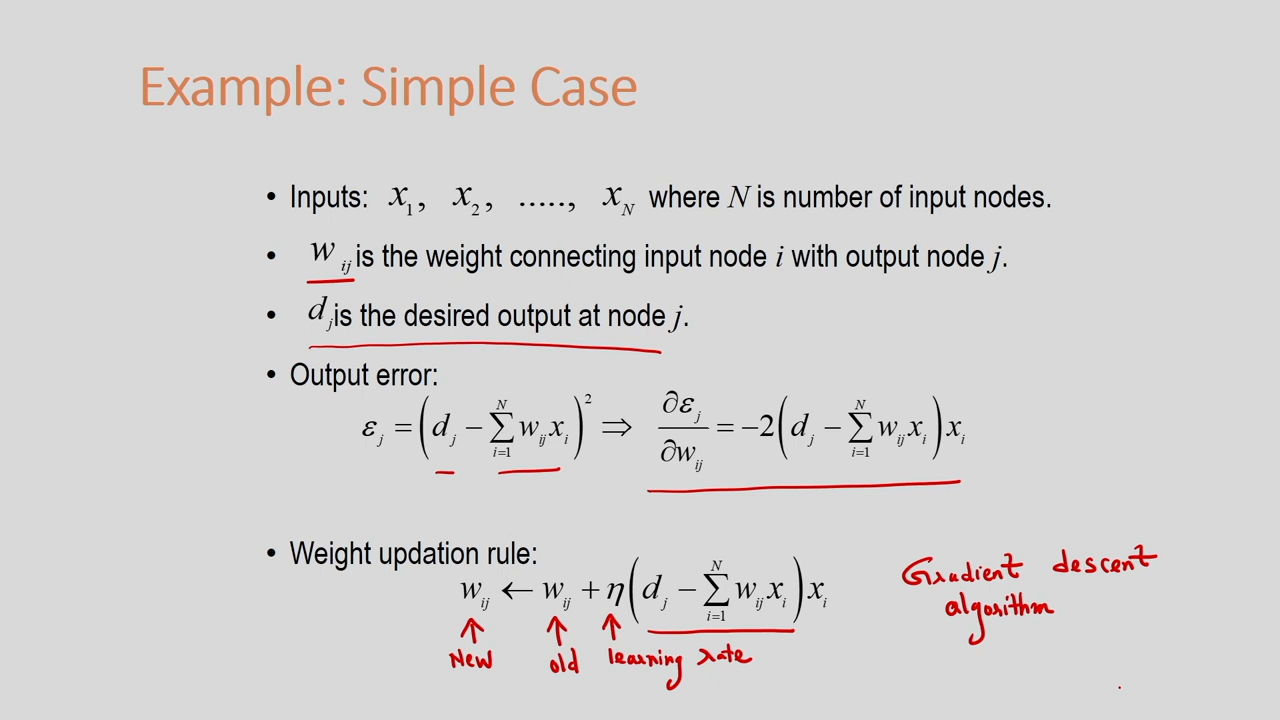 Example: Simple Case
• Inputs: x₁, x₂, ....., x_N where N is number of input nodes.
• w_ij is the weight connecting input node i with output node j.
• d_j is the desired output at node j.
• Output error:
ε_j = (d_j − ∑_{i=1}^{N} w_ij x_i)² ⇒ ∂ε_j/∂w_ij = −2(d_j − ∑_{i=1}^{N} w_ij x_i) x_i
• Weight updation rule:
w_ij ← w_ij + η(d_j − ∑_{i=1}^{N} w_ij x_i) x_i
↑ ↑ ↑
New old learning rate
Gradient descent
algorithm